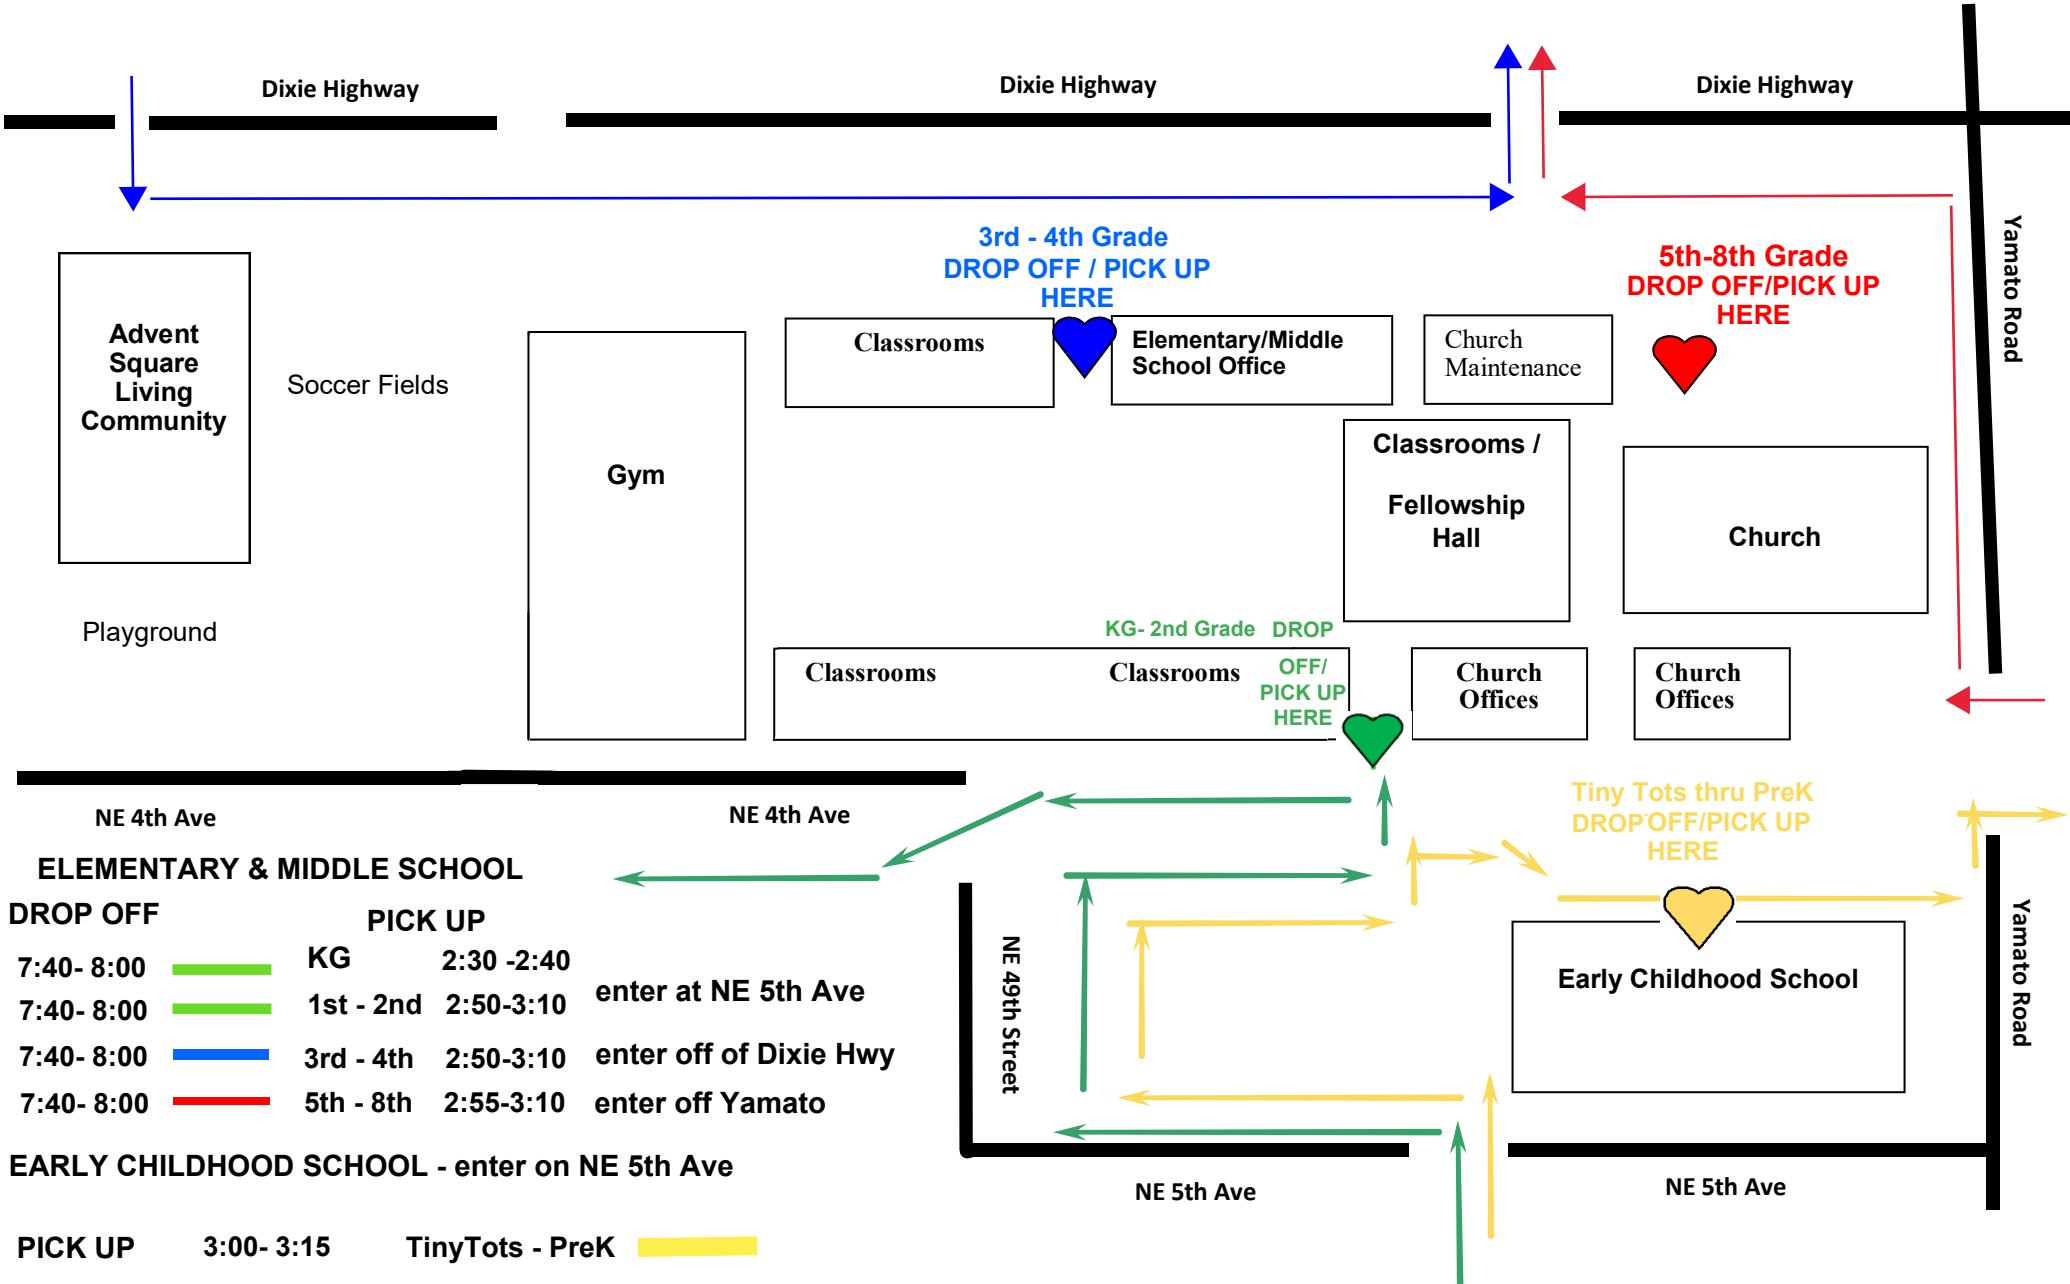 Dixie Highway
Dixie Highway
Dixie Highway
3rd - 4th Grade
DROP OFF / PICK UP
HERE
5th-8th Grade
DROP OFF/PICK UP
HERE
Yamato Road
Advent
Square
Living
Community
Soccer Fields
Gym
Classrooms
Elementary/Middle
School Office
Church
Maintenance
Classrooms /
Fellowship
Hall
Church
Playground
KG- 2nd Grade DROP
OFF/
PICK UP
HERE
Classrooms
Classrooms
Church
Offices
Church
Offices
NE 4th Ave
NE 4th Ave
Tiny Tots thru PreK
DROP OFF/PICK UP
HERE
Early Childhood School
Yamato Road
NE 49th Street
NE 5th Ave
NE 5th Ave
ELEMENTARY & MIDDLE SCHOOL
DROP OFF PICK UP
7:40- 8:00 KG 2:30 -2:40
7:40- 8:00 1st - 2nd 2:50-3:10 enter at NE 5th Ave
7:40- 8:00 3rd - 4th 2:50-3:10 enter off of Dixie Hwy
7:40- 8:00 5th - 8th 2:55-3:10 enter off Yamato
EARLY CHILDHOOD SCHOOL - enter on NE 5th Ave
PICK UP 3:00- 3:15 TinyTots - PreK